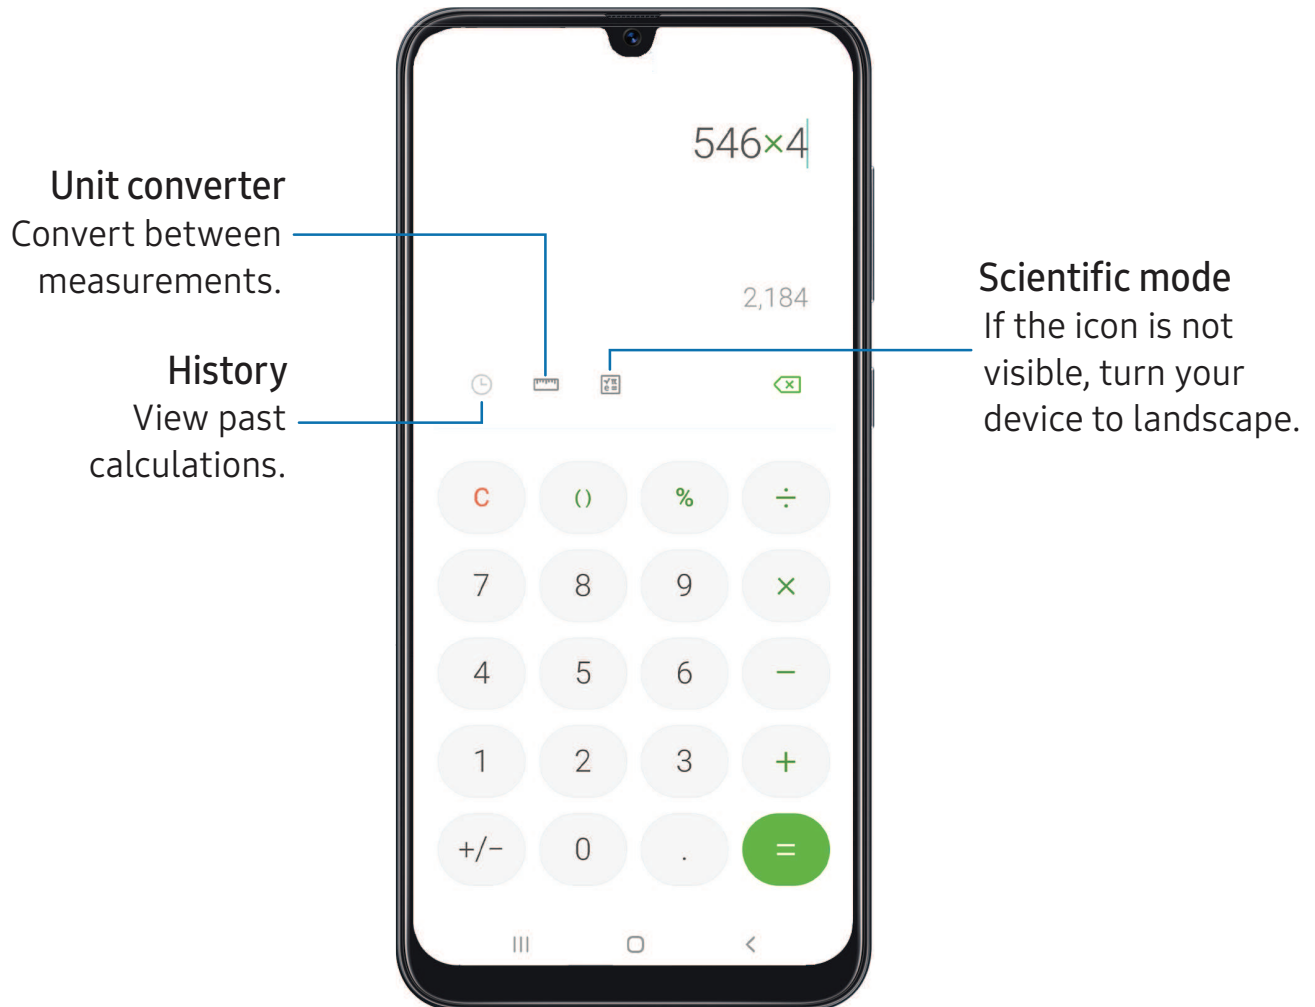 546×4
Unit converter
Convert between
measurements.
2,184
Scientific mode
If the icon is not
visible, turn your
device to landscape.
History
View past
calculations.
√π
e=
C () % ÷
7 8 9 ×
4 5 6 −
1 2 3 +
+/− 0 . =